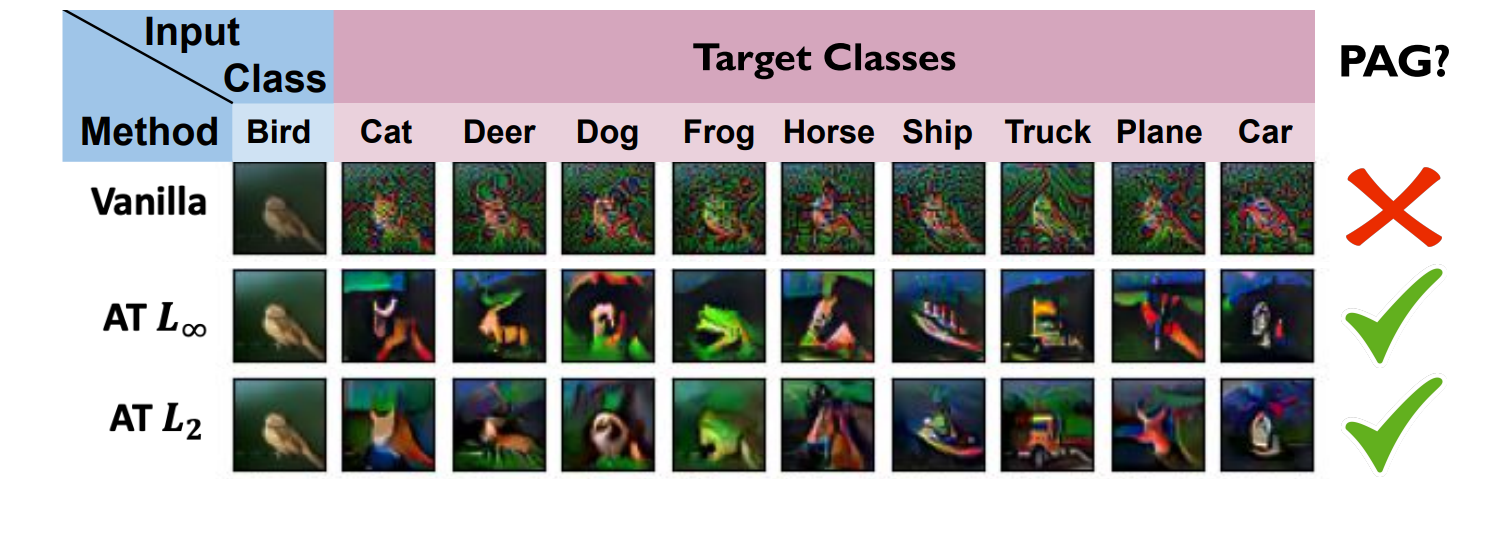 Input
Class
Target Classes
PAG?
Method Bird Cat Deer Dog Frog Horse Ship Truck Plane Car
Vanilla
AT L∞
AT L2